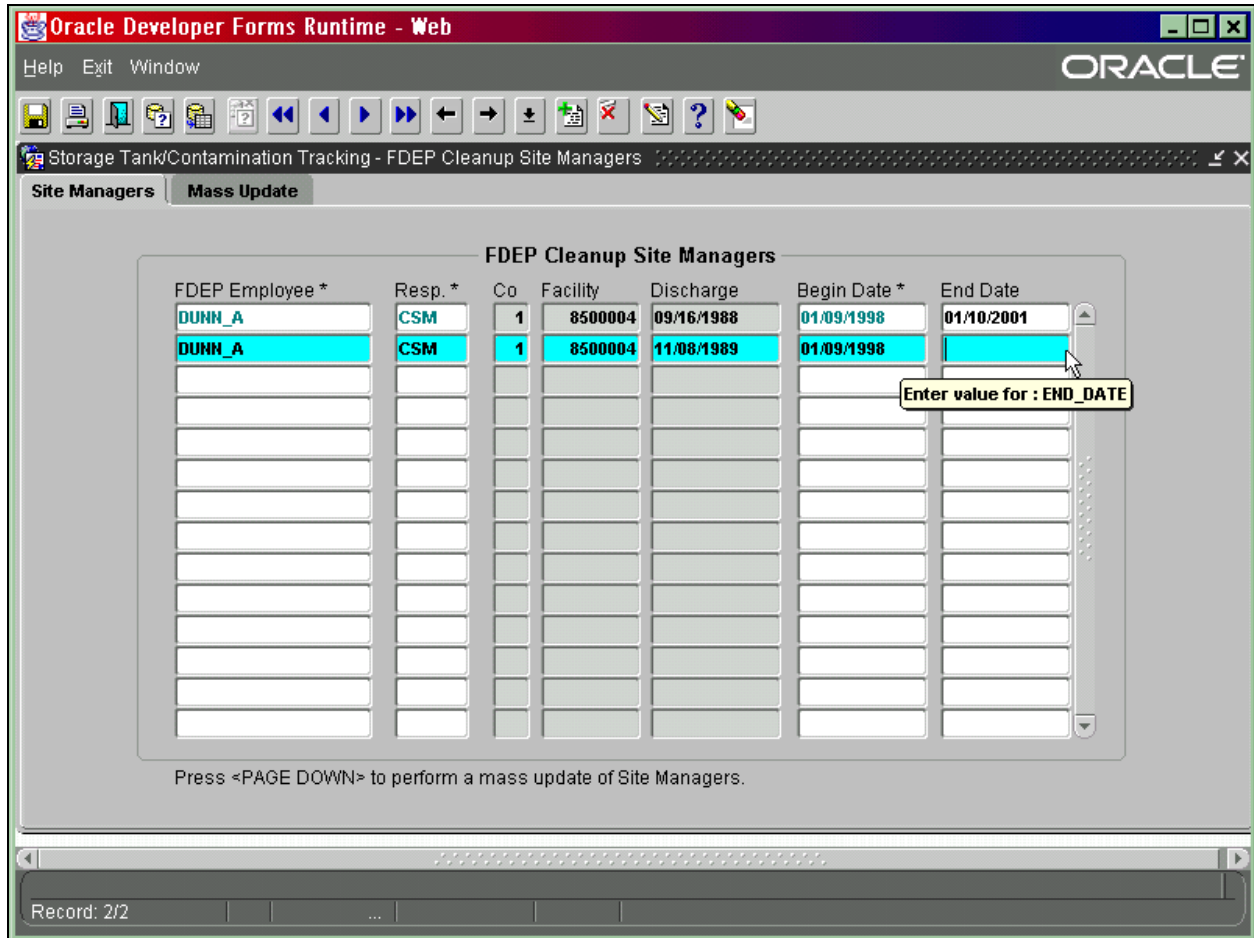 Oracle Developer Forms Runtime - Web
Help Exit Window
ORACLE
Storage Tank/Contamination Tracking - FDEP Cleanup Site Managers
Site Managers Mass Update
FDEP Cleanup Site Managers
FDEP Employee * Resp. * Co Facility Discharge Begin Date * End Date
DUNN_A CSM 1 8500004 09/16/1988 01/09/1998 01/10/2001
DUNN_A CSM 1 8500004 11/08/1989 01/09/1998
Enter value for : END_DATE
Press <PAGE DOWN> to perform a mass update of Site Managers.
Record: 2/2 ...